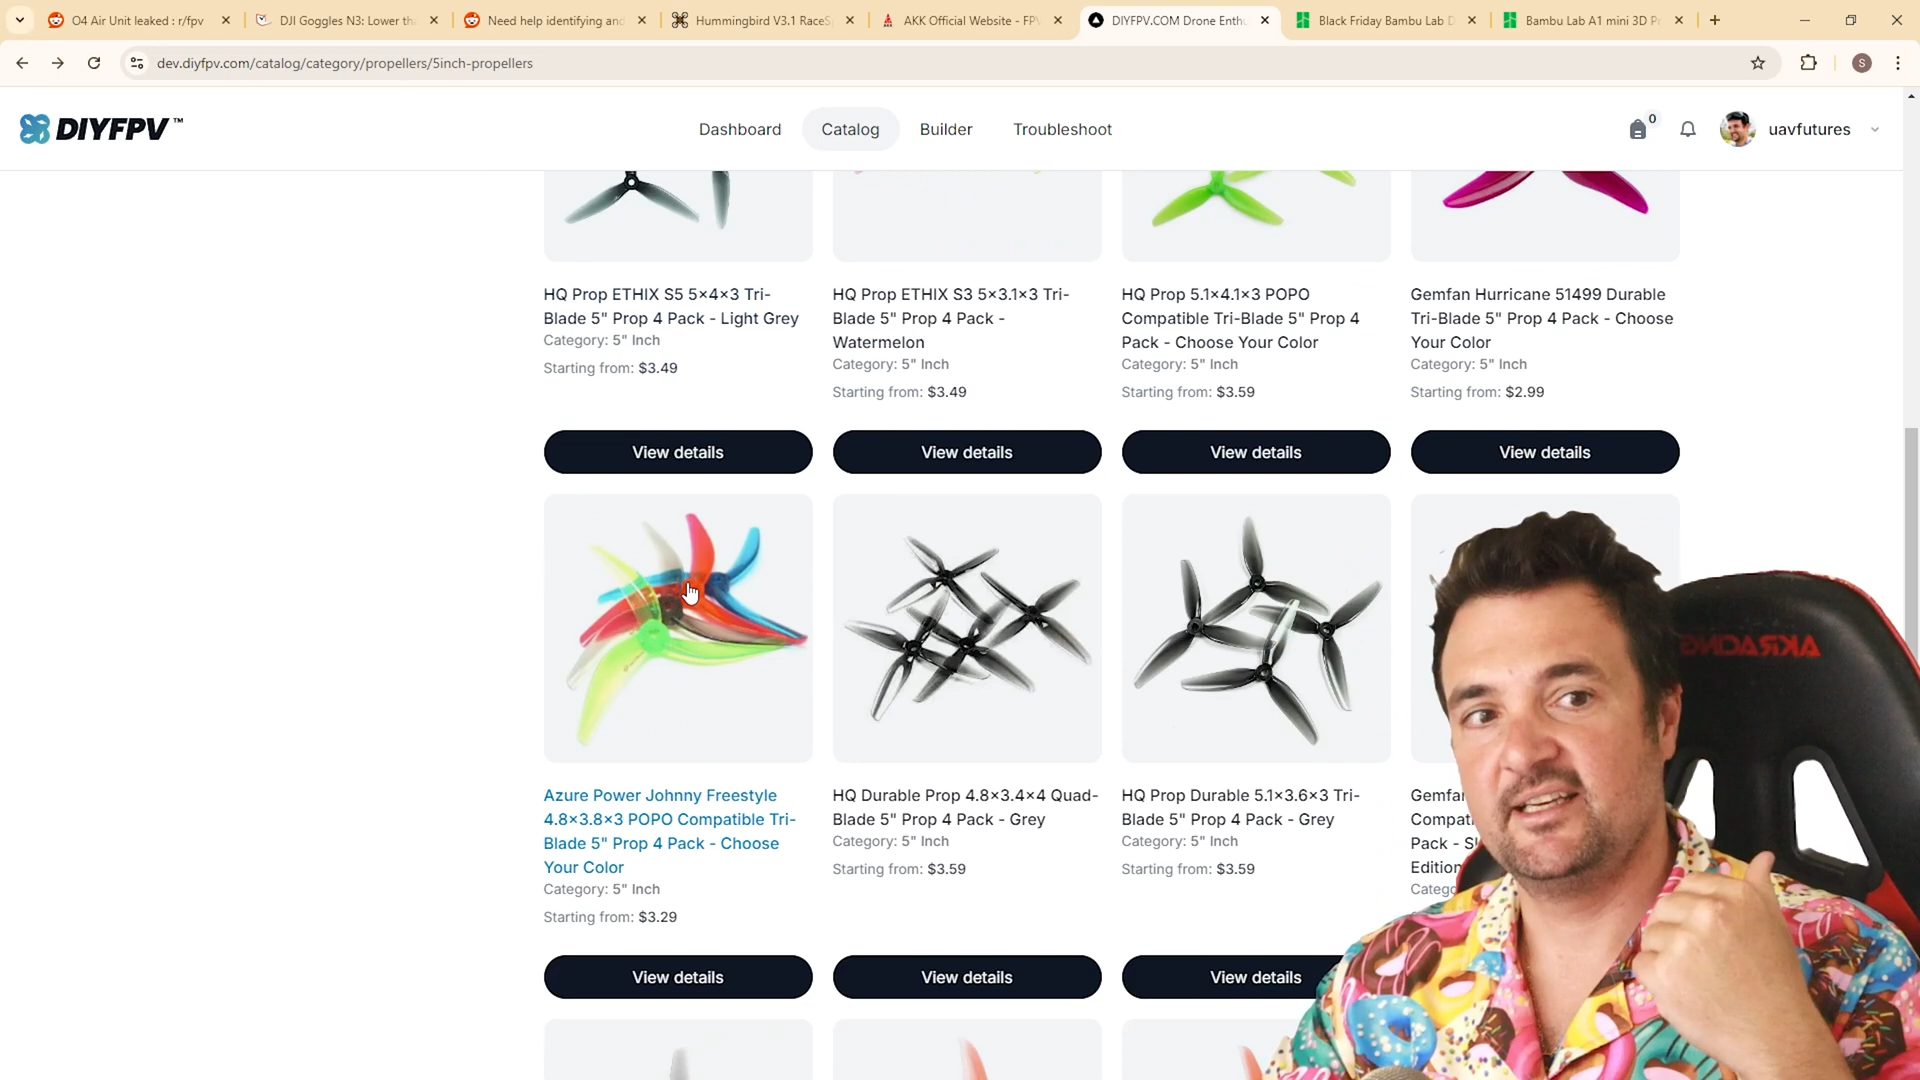 O4 Air Unit leaked : r/fpv
DJI Goggles N3: Lower th
Need help identifying an
Hummingbird V3.1 RaceS
AKK Official Website - FP
DIYFPV.COM Drone Enth
Black Friday Bambu Lab
Bambu Lab A1 mini 3D P
dev.diyfpv.com/catalog/category/propellers/5inch-propellers
S
DIYFPV™
Dashboard
Catalog
Builder
Troubleshoot
0
uavfutures
HQ Prop ETHIX S5 5×4×3 Tri-
Blade 5" Prop 4 Pack - Light Grey
Category: 5" Inch
Starting from: $3.49
HQ Prop ETHIX S3 5×3.1×3 Tri-
Blade 5" Prop 4 Pack -
Watermelon
Category: 5" Inch
Starting from: $3.49
HQ Prop 5.1×4.1×3 POPO
Compatible Tri-Blade 5" Prop 4
Pack - Choose Your Color
Category: 5" Inch
Starting from: $3.59
Gemfan Hurricane 51499 Durable
Tri-Blade 5" Prop 4 Pack - Choose
Your Color
Category: 5" Inch
Starting from: $2.99
View details
View details
View details
View details
Azure Power Johnny Freestyle
4.8×3.8×3 POPO Compatible Tri-
Blade 5" Prop 4 Pack - Choose
Your Color
Category: 5" Inch
Starting from: $3.29
HQ Durable Prop 4.8×3.4×4 Quad-
Blade 5" Prop 4 Pack - Grey
Category: 5" Inch
Starting from: $3.59
HQ Prop Durable 5.1×3.6×3 Tri-
Blade 5" Prop 4 Pack - Grey
Category: 5" Inch
Starting from: $3.59
Gemfa
Compat
Pack - S
Edition
Catego
View details
View details
View details
AKRACING